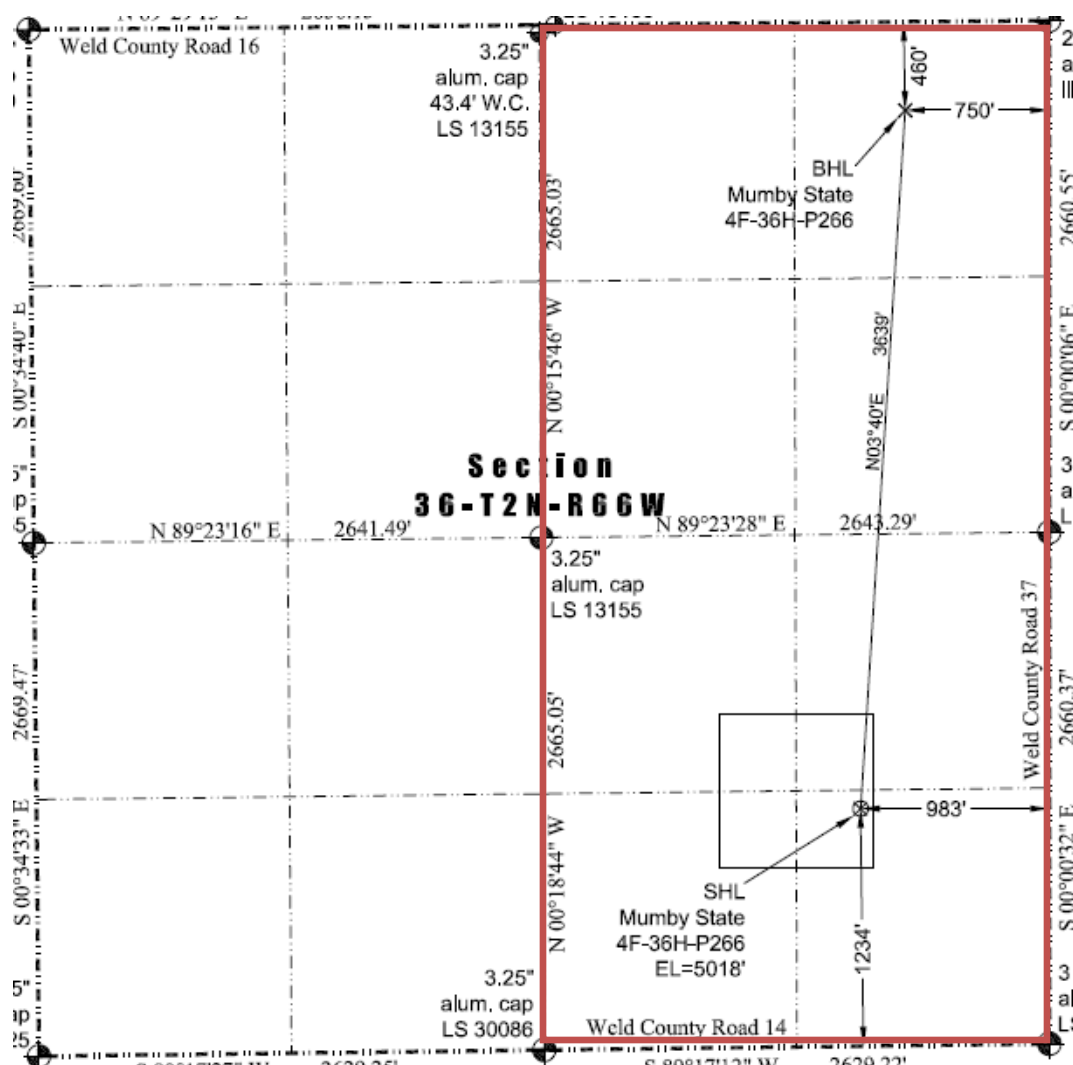 Weld County Road 16
3.25"
alum. cap
43.4' W.C.
LS 13155
460'
750'
BHL
Mumby State
4F-36H-P266
2669.60'
2665.03'
2660.55'
S 00°34'40" E
N 00°15'46" W
3639'
N03°40'E
S 00°00'06" E
Section
36-T2N-R66W
N 89°23'16" E 2641.49'
N 89°23'28" E 2643.29'
3.25"
alum. cap
LS 13155
Weld County Road 37
2669.47'
2665.05'
2660.37'
S 00°34'33" E
N 00°18'44" W
983'
S 00°00'32" E
SHL
Mumby State
4F-36H-P266
EL=5018'
1234'
3.25"
alum. cap
LS 30086
Weld County Road 14
S 89°17'12" W 2629.22'